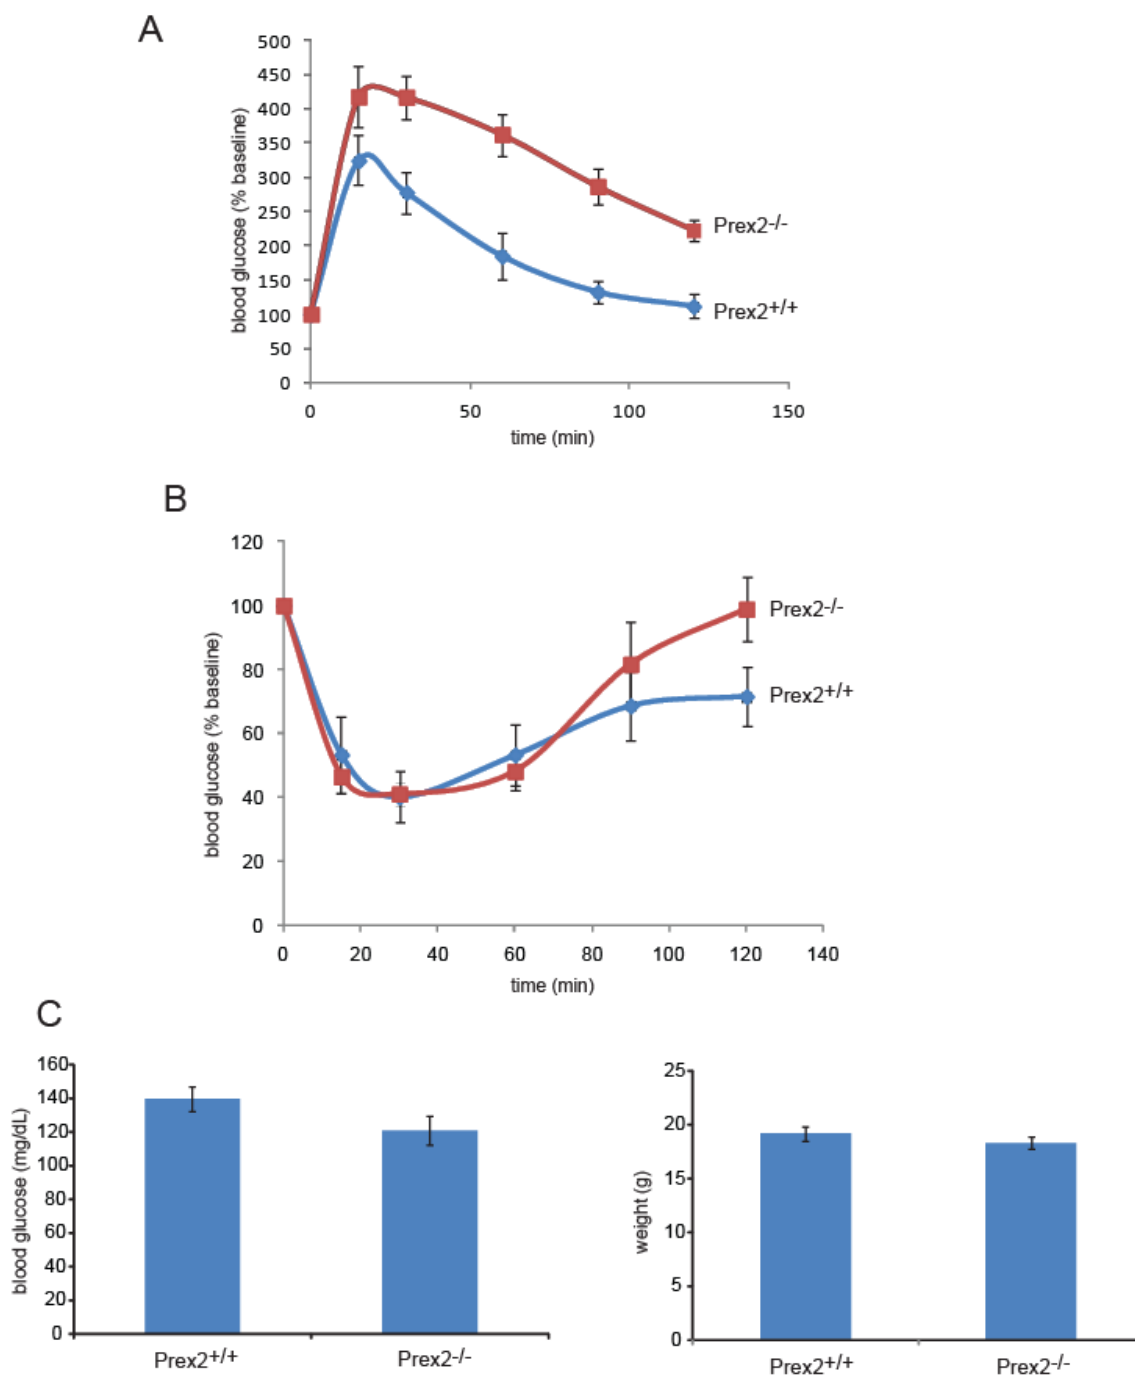 A
500
450
400
350
300
250
200
150
100
50
0
blood glucose (% baseline)
Prex2-/-
Prex2+/+
0 50 100 150
time (min)
B
120
100
80
60
40
20
0
blood glucose (% baseline)
Prex2-/-
Prex2+/+
0 20 40 60 80 100 120 140
time (min)
C
160
140
120
100
80
60
40
20
0
blood glucose (mg/dL)
Prex2+/+ Prex2-/-
25
20
15
10
5
0
weight (g)
Prex2+/+ Prex2-/-